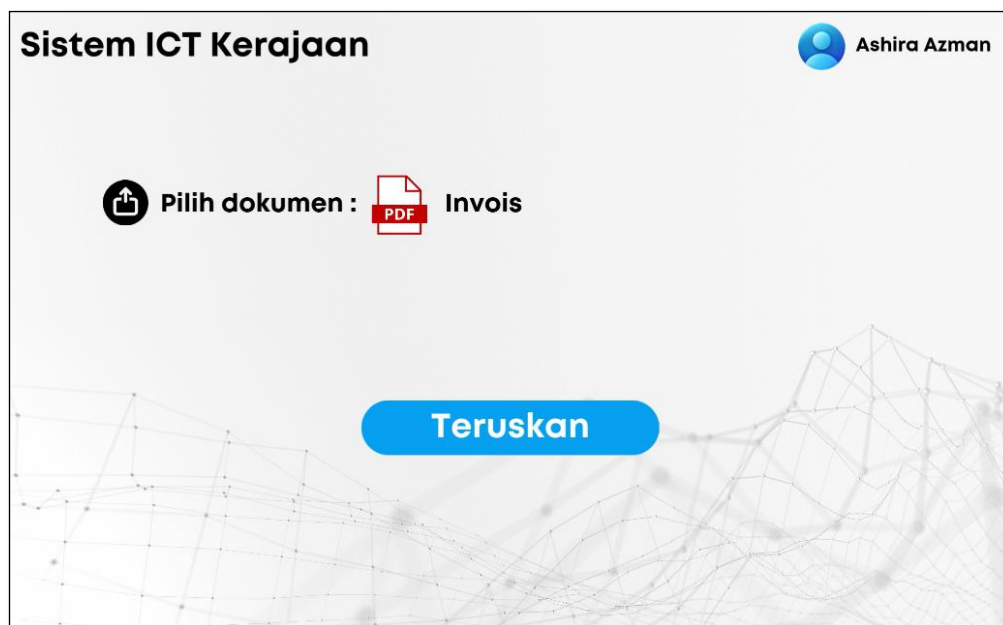 Sistem ICT Kerajaan
Ashira Azman
Pilih dokumen : PDF Invois
Teruskan